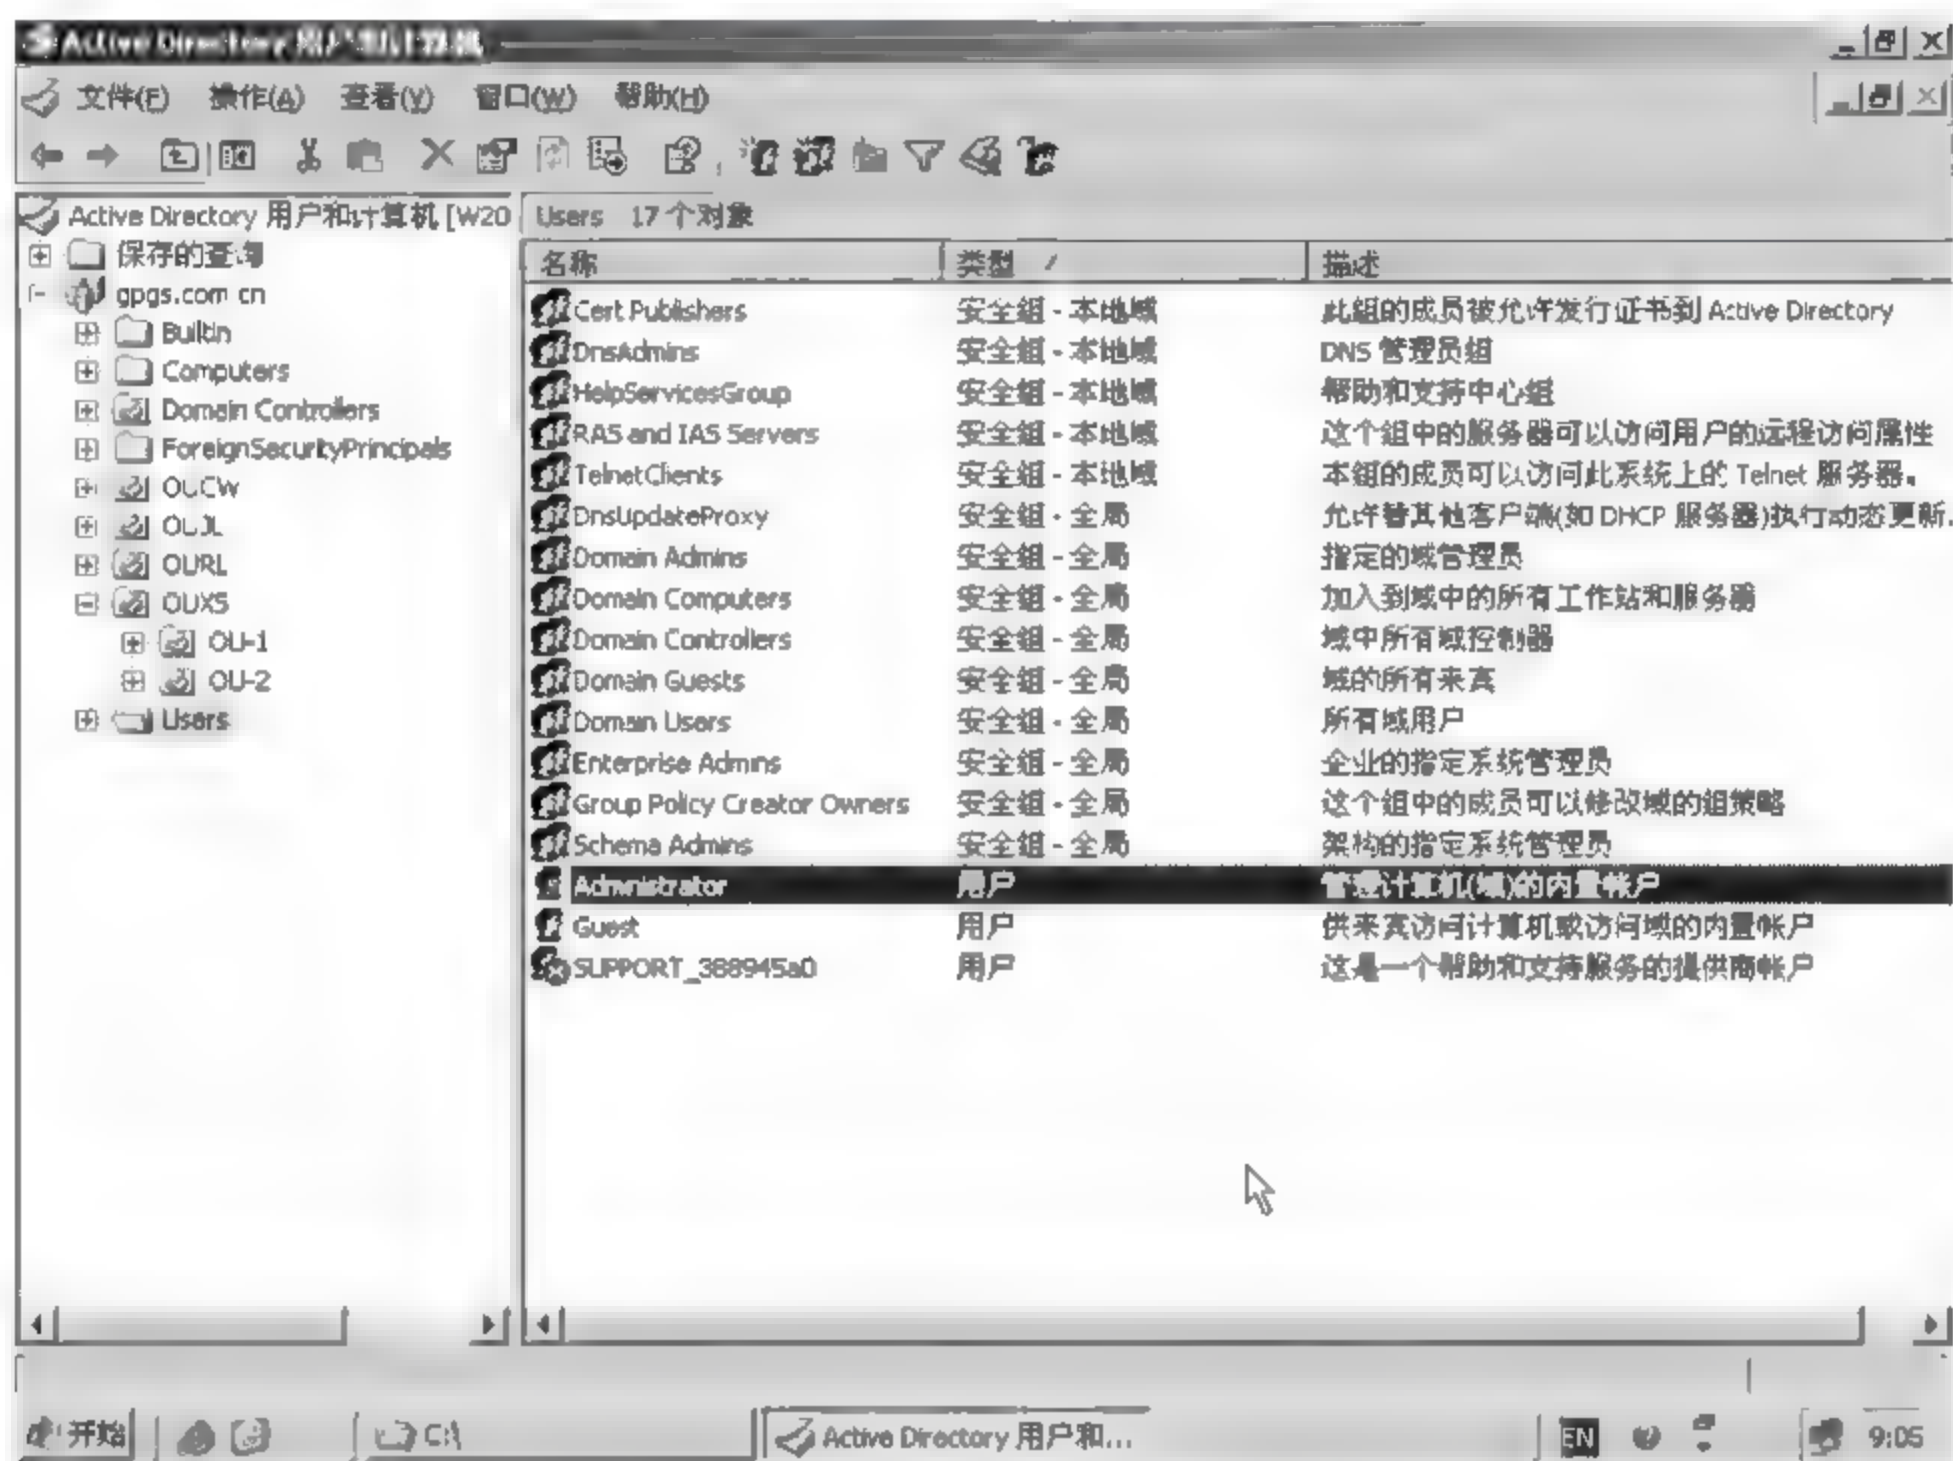 Active Directory 用户和计算机
文件(F) 操作(A) 查看(V) 窗口(W) 帮助(H)
Active Directory 用户和计算机 [W20
保存的查询
gpgs.com cn
Builtin
Computers
Domain Controllers
ForeignSecurityPrincipals
OUCW
OUJL
OURL
OUXS
OU-1
OU-2
Users
Users 17 个对象
名称 类型 描述
Cert Publishers 安全组 - 本地域 此组的成员被允许发行证书到 Active Directory
DnsAdmins 安全组 - 本地域 DNS 管理员组
HelpServicesGroup 安全组 - 本地域 帮助和支持中心组
RAS and IAS Servers 安全组 - 本地域 这个组中的服务器可以访问用户的远程访问属性
TelnetClients 安全组 - 本地域 本组的成员可以访问此系统上的 Telnet 服务器。
DnsUpdateProxy 安全组 - 全局 允许替其他客户端(如 DHCP 服务器)执行动态更新.
Domain Admins 安全组 - 全局 指定的域管理员
Domain Computers 安全组 - 全局 加入到域中的所有工作站和服务器
Domain Controllers 安全组 - 全局 域中所有域控制器
Domain Guests 安全组 - 全局 域的所有来宾
Domain Users 安全组 - 全局 所有域用户
Enterprise Admins 安全组 - 全局 企业的指定系统管理员
Group Policy Creator Owners 安全组 - 全局 这个组中的成员可以修改域的组策略
Schema Admins 安全组 - 全局 架构的指定系统管理员
Administrator 用户 管理计算机(域)的内置帐户
Guest 用户 供来宾访问计算机或访问域的内置帐户
SUPPORT_388945a0 用户 这是一个帮助和支持服务的提供商帐户
开始 C:\ Active Directory 用户和... EN 9:05